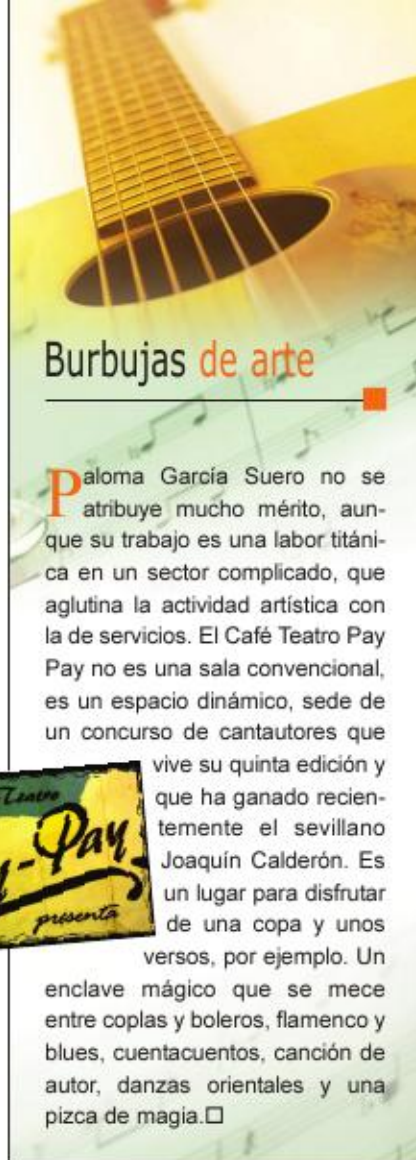 Burbujas de arte
Paloma García Suero no se
atribuye mucho mérito, aun-
que su trabajo es una labor titáni-
ca en un sector complicado, que
aglutina la actividad artística con
la de servicios. El Café Teatro Pay
Pay no es una sala convencional,
es un espacio dinámico, sede de
un concurso de cantautores que
vive su quinta edición y
que ha ganado recien-
temente el sevillano
Joaquín Calderón. Es
un lugar para disfrutar
de una copa y unos
versos, por ejemplo. Un
enclave mágico que se mece
entre coplas y boleros, flamenco y
blues, cuentacuentos, canción de
autor, danzas orientales y una
pizca de magia.□
Teatro
y-Pay
presenta